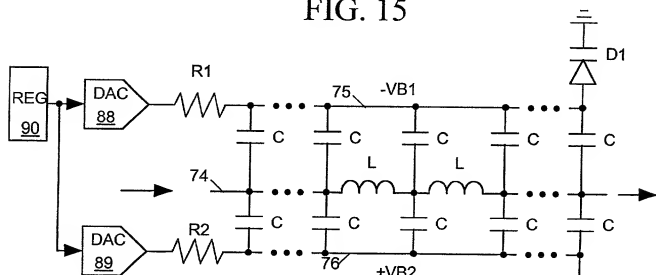 FIG. 15
D1
R1
75
-VB1
REG
90
DAC
88
C
C
C
C
C
L
L
74
C
C
C
C
C
DAC
89
R2
76
+VB2